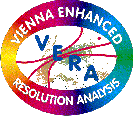 VIENNA ENHANCED
VERA
RESOLUTION ANALYSIS